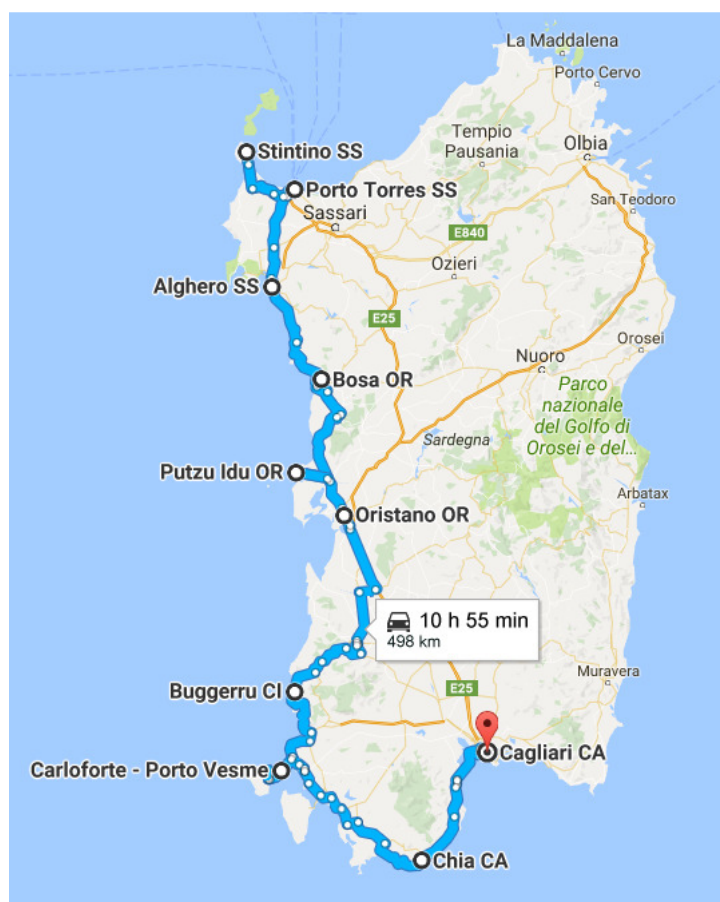 La Maddalena
Porto Cervo
Stintino SS
Tempio
Pausania
Olbia
Porto Torres SS
San Teodoro
Sassari
E840
Ozieri
Alghero SS
E25
Orosei
Nuoro
Bosa OR
Parco
nazionale
del Golfo di
Orosei e del...
Sardegna
Putzu Idu OR
Arbatax
Oristano OR
10 h 55 min
498 km
Muravera
Buggerru CI
E25
Cagliari CA
Carloforte - Porto Vesme
Chia CA